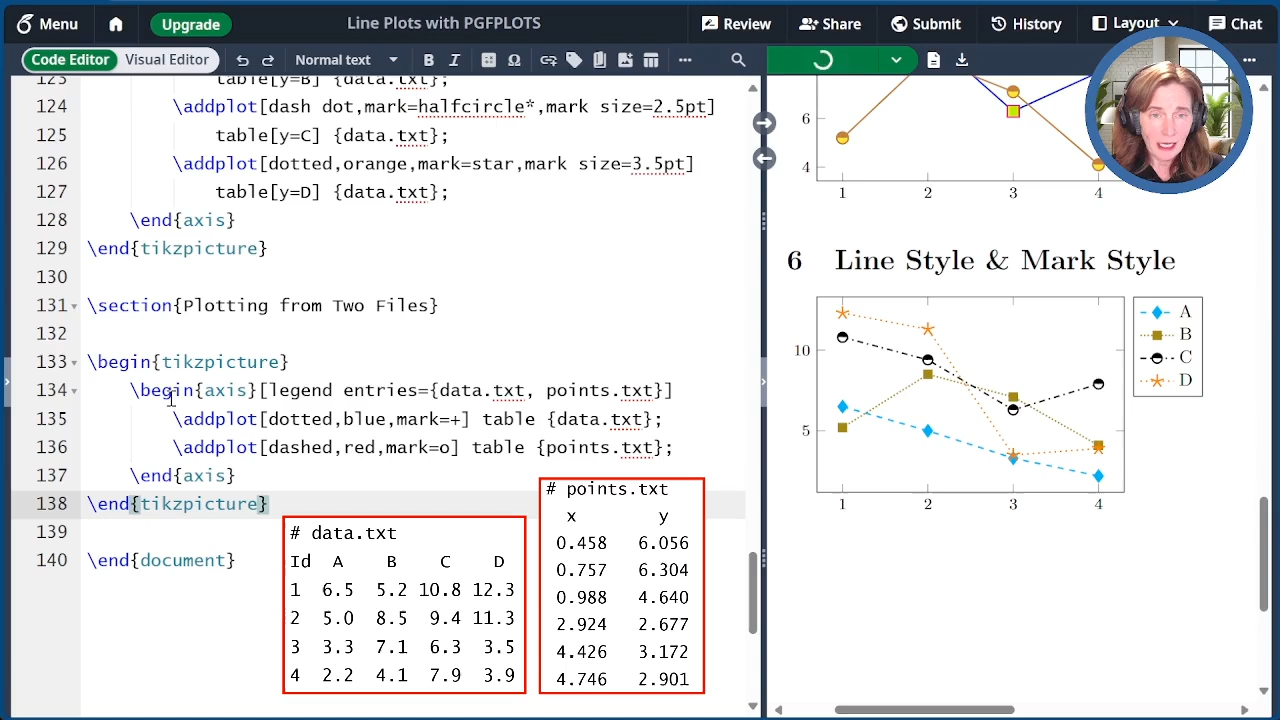 Menu
Upgrade
Line Plots with PGFPLOTS
Review
Share
Submit
History
Layout
Chat
Code Editor
Visual Editor
Normal text
B
I
Ω
123 table[y=B] {data.txt};
124 \addplot[dash dot,mark=halfcircle*,mark size=2.5pt]
125 table[y=C] {data.txt};
126 \addplot[dotted,orange,mark=star,mark size=3.5pt]
127 table[y=D] {data.txt};
128 \end{axis}
129 \end{tikzpicture}
130
131 \section{Plotting from Two Files}
132
133 \begin{tikzpicture}
134 \begin{axis}[legend entries={data.txt, points.txt}]
135 \addplot[dotted,blue,mark=+] table {data.txt};
136 \addplot[dashed,red,mark=o] table {points.txt};
137 \end{axis}
138 \end{tikzpicture}
139
140 \end{document}
# data.txt
Id A B C D
1 6.5 5.2 10.8 12.3
2 5.0 8.5 9.4 11.3
3 3.3 7.1 6.3 3.5
4 2.2 4.1 7.9 3.9
# points.txt
x y
0.458 6.056
0.757 6.304
0.988 4.640
2.924 2.677
4.426 3.172
4.746 2.901
6
4
1 2 3 4
6 Line Style & Mark Style
10
5
1 2 3 4
A
B
C
D